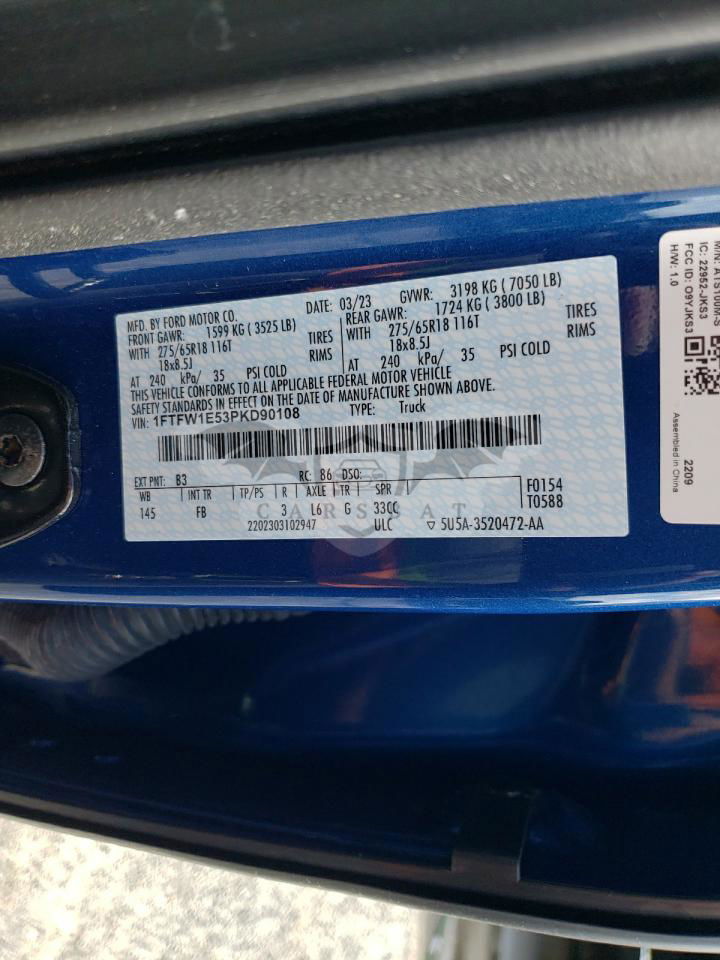 MFD. BY FORD MOTOR CO.
DATE: 03/23 GVWR: 3198 KG ( 7050 LB)
FRONT GAWR: 1599 KG ( 3525 LB)
REAR GAWR: 1724 KG ( 3800 LB)
WITH 275/65R18 116T TIRES
WITH 275/65R18 116T TIRES
18x8.5J RIMS
18x8.5J RIMS
AT 240 kPa/ 35 PSI COLD
AT 240 kPa/ 35 PSI COLD
THIS VEHICLE CONFORMS TO ALL APPLICABLE FEDERAL MOTOR VEHICLE
SAFETY STANDARDS IN EFFECT ON THE DATE OF MANUFACTURE SHOWN ABOVE.
VIN: 1FTFW1E53PKD90108 TYPE: Truck
EXT PNT: B3 RC: 86 DSO:
WB INT TR TP/PS R AXLE TR SPR
145 FB 3 L6 G 33CC
F0154
T0588
2202303102947 ULC ▽ 5U5A-3520472-AA
CARSCAT
IC: 22952-JKS3
FCC ID: O9YJKS3
H/W: 1.0
2209
Assembled in China